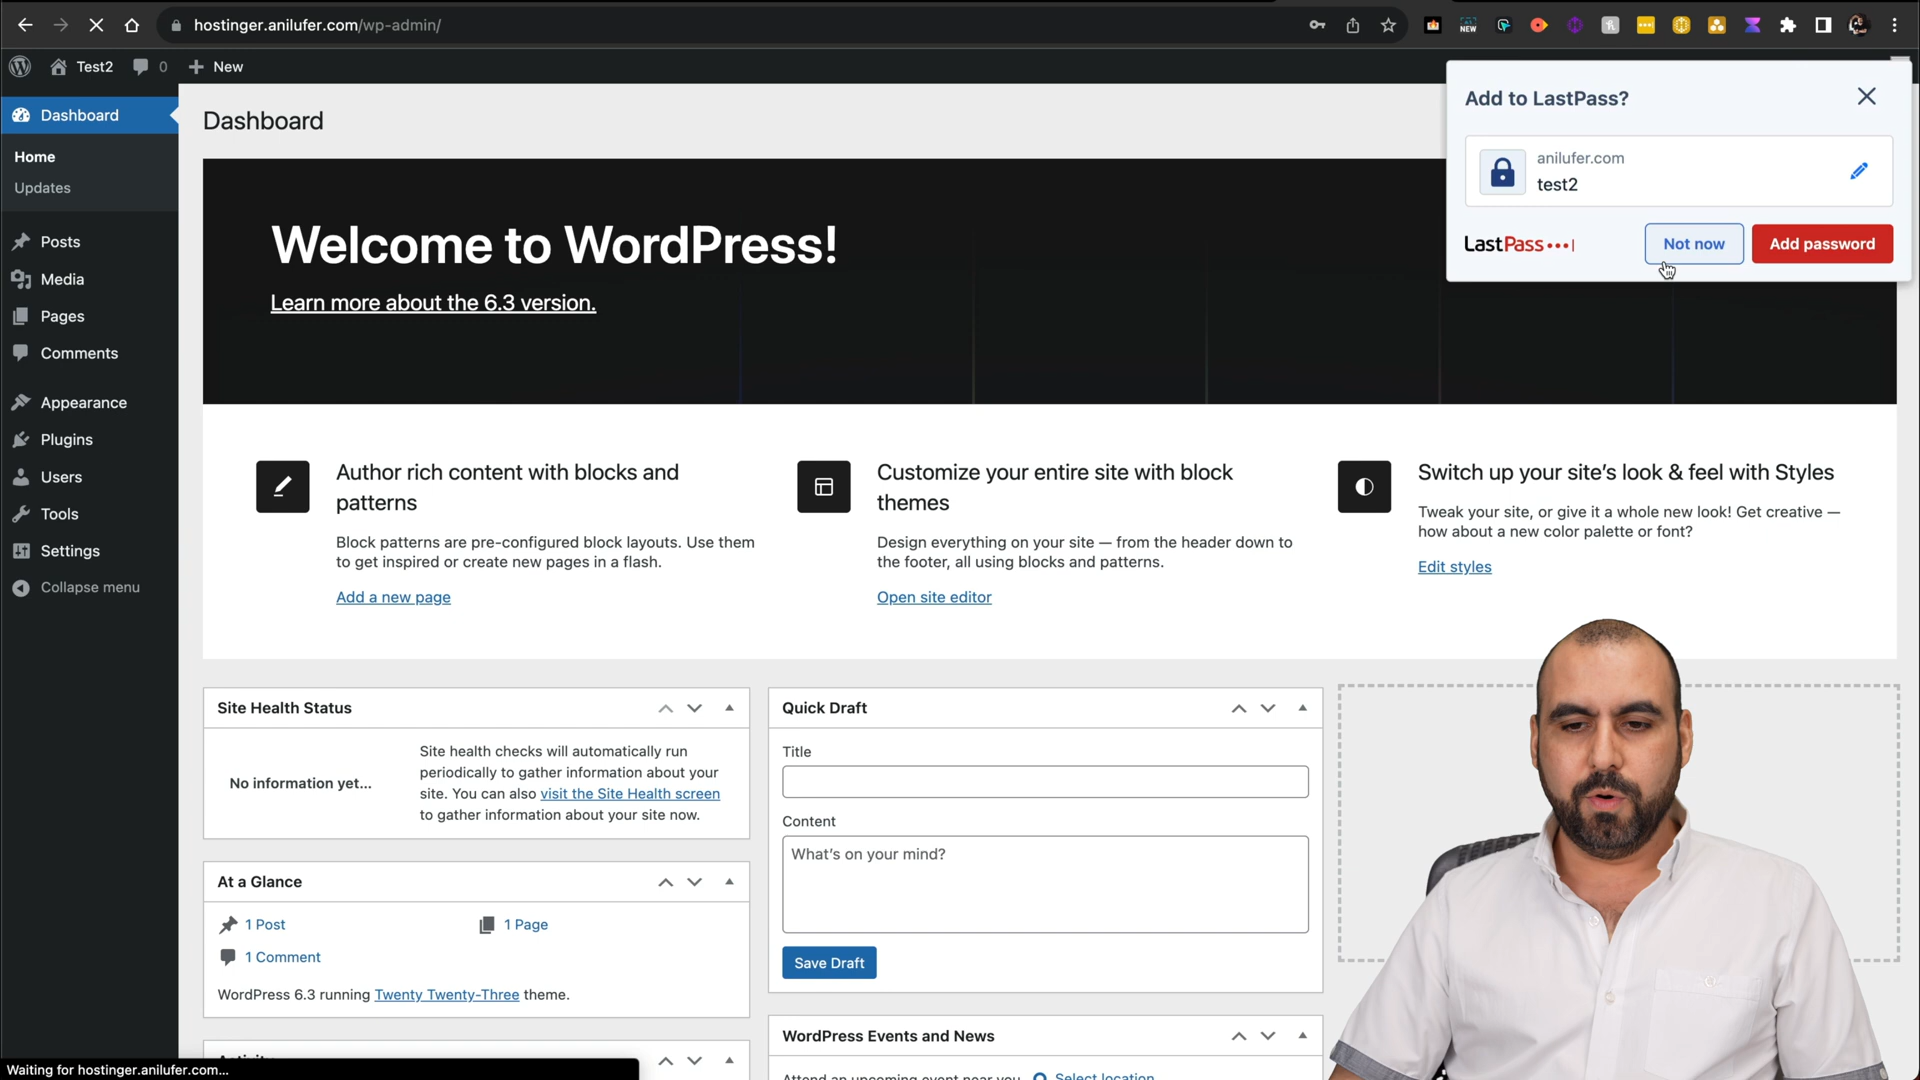 hostinger.anilufer.com/wp-admin/
NEW
Test2
0
New
Dashboard
Home
Updates
Posts
Media
Pages
Comments
Appearance
Plugins
Users
Tools
Settings
Collapse menu
Dashboard
Welcome to WordPress!
Learn more about the 6.3 version.
Add to LastPass?
anilufer.com
test2
LastPass
Not now
Add password
Author rich content with blocks and
patterns
Block patterns are pre-configured block layouts. Use them
to get inspired or create new pages in a flash.
Add a new page
Customize your entire site with block
themes
Design everything on your site — from the header down to
the footer, all using blocks and patterns.
Open site editor
Switch up your site's look & feel with Styles
Tweak your site, or give it a whole new look! Get creative —
how about a new color palette or font?
Edit styles
Site Health Status
No information yet...
Site health checks will automatically run
periodically to gather information about your
site. You can also visit the Site Health screen
to gather information about your site now.
At a Glance
1 Post
1 Page
1 Comment
WordPress 6.3 running Twenty Twenty-Three theme.
Activity
Quick Draft
Title
Content
What's on your mind?
Save Draft
WordPress Events and News
Attend an upcoming event near you.
Select location
Waiting for hostinger.anilufer.com...